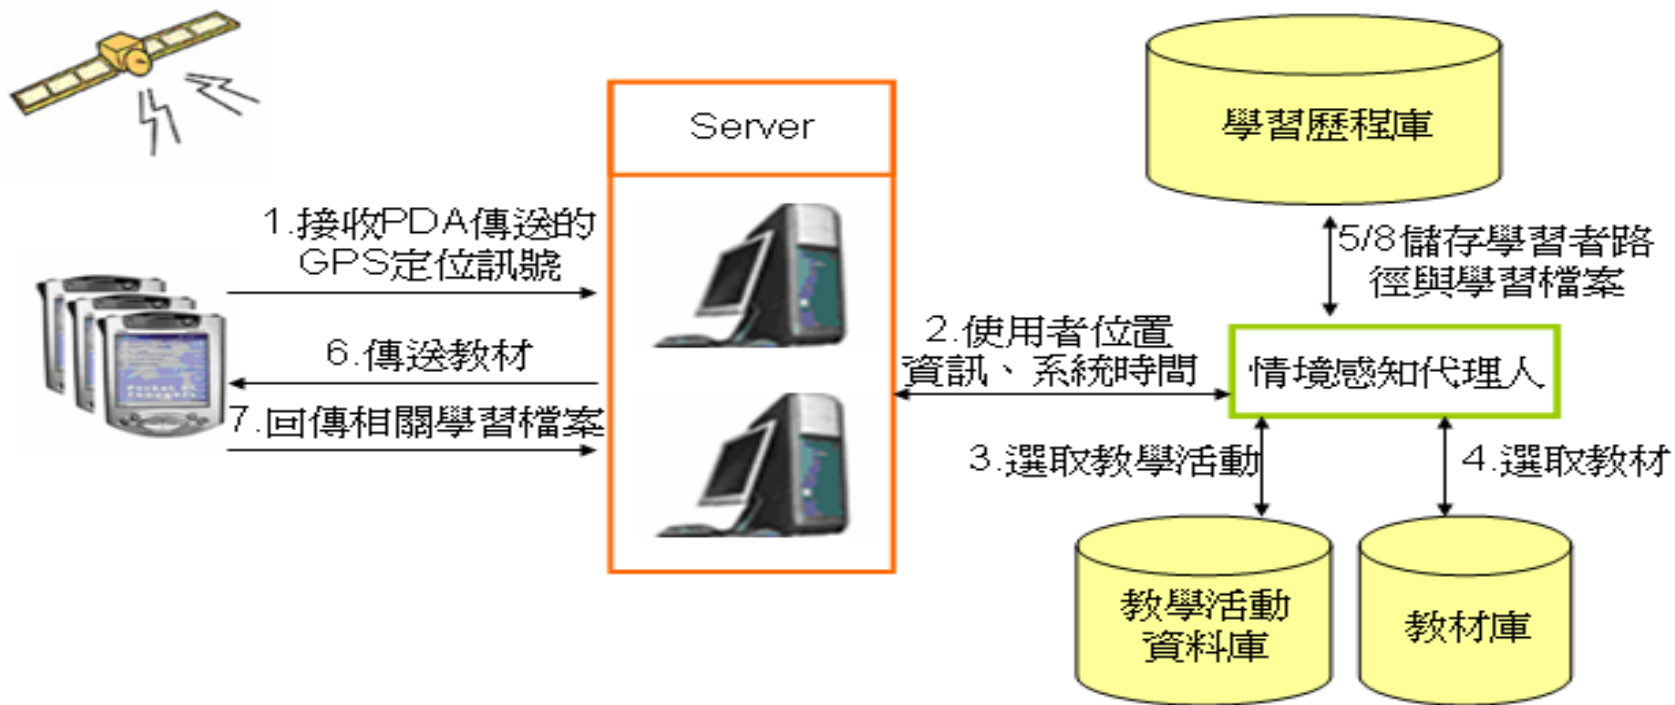 Server
學習歷程庫
1.接收PDA傳送的
GPS定位訊號
5/8儲存學習者路
徑與學習檔案
6.傳送教材
2.使用者位置
資訊、系統時間
情境感知代理人
7.回傳相關學習檔案
3.選取教學活動
4.選取教材
教學活動
資料庫
教材庫